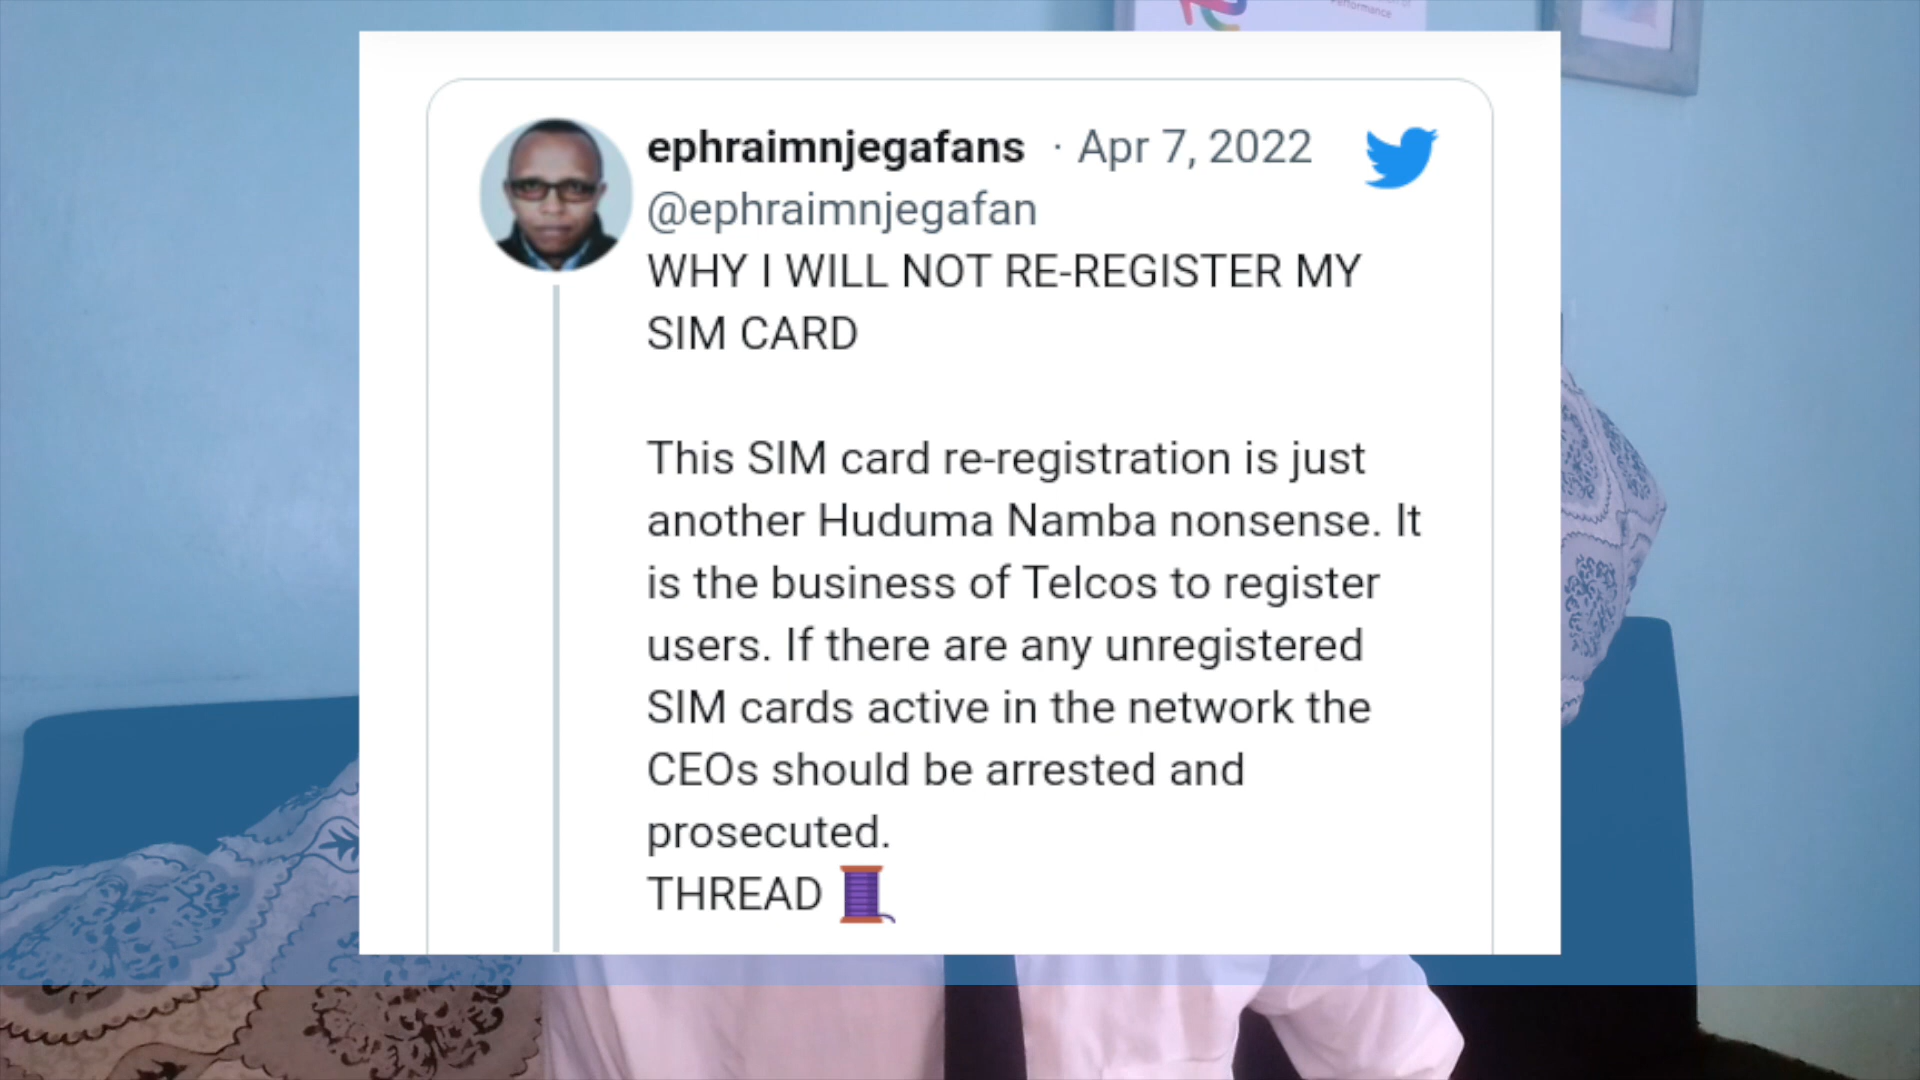 Performance
ephraimnjegafans · Apr 7, 2022
@ephraimnjegafan
WHY I WILL NOT RE-REGISTER MY
SIM CARD
This SIM card re-registration is just
another Huduma Namba nonsense. It
is the business of Telcos to register
users. If there are any unregistered
SIM cards active in the network the
CEOs should be arrested and
prosecuted.
THREAD 🧵